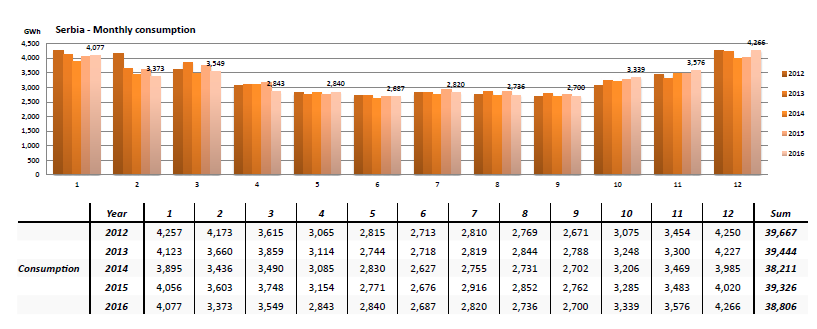 GWh Serbia - Monthly consumption
4,500
4,000
3,500
3,000
2,500
2,000
1,500
1,000
500
0
4,077 3,373 3,549 2,843 2,840 2,687 2,820 2,736 2,700 3,339 3,576 4,266
1 2 3 4 5 6 7 8 9 10 11 12
2012
2013
2014
2015
2016
Year 1 2 3 4 5 6 7 8 9 10 11 12 Sum
2012 4,257 4,173 3,615 3,065 2,815 2,713 2,810 2,769 2,671 3,075 3,454 4,250 39,667
2013 4,123 3,660 3,859 3,114 2,744 2,718 2,819 2,844 2,788 3,248 3,300 4,227 39,444
Consumption 2014 3,895 3,436 3,490 3,085 2,830 2,627 2,755 2,731 2,702 3,206 3,469 3,985 38,211
2015 4,056 3,603 3,748 3,154 2,771 2,676 2,916 2,852 2,762 3,285 3,483 4,020 39,326
2016 4,077 3,373 3,549 2,843 2,840 2,687 2,820 2,736 2,700 3,339 3,576 4,266 38,806